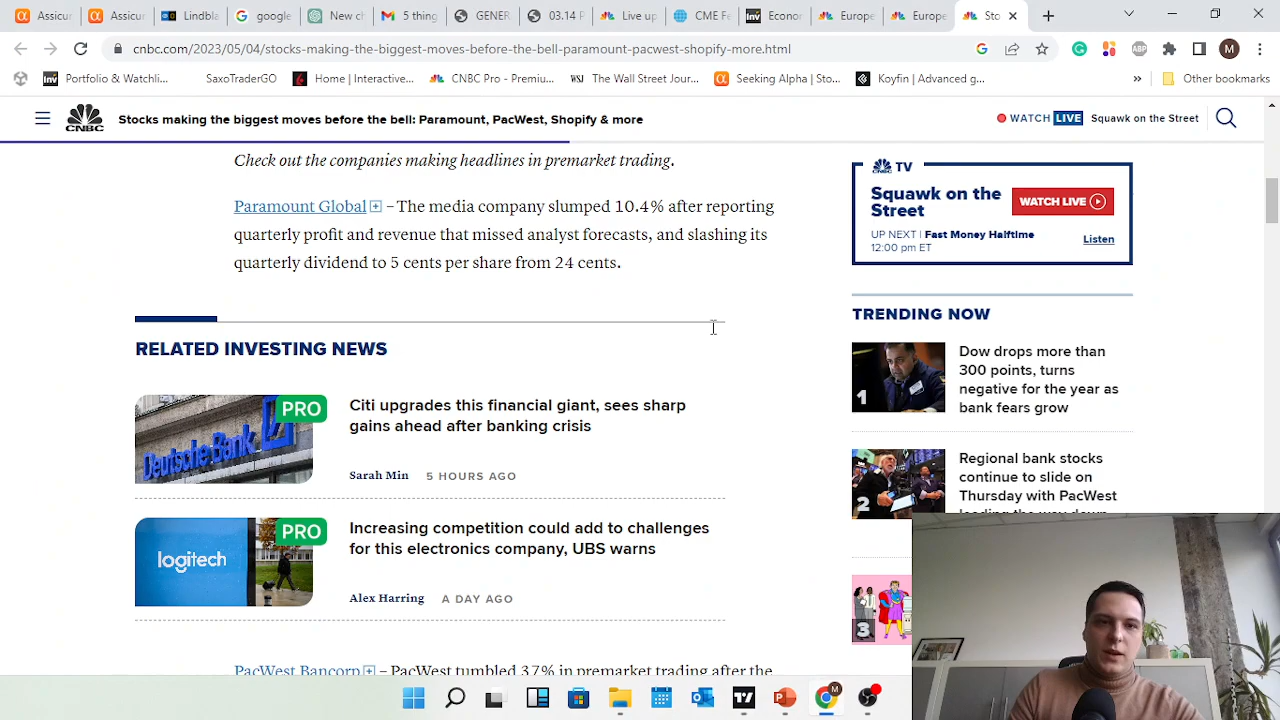 Assicur
Assicur
Lindbla
google
New ch
5 thing
GENER
03.14 P
Live up
CME Fe
Econom
Europe
Europe
Sto
cnbc.com/2023/05/04/stocks-making-the-biggest-moves-before-the-bell-paramount-pacwest-shopify-more.html
M
Portfolio & Watchli...
SaxoTraderGO
Home | Interactive...
CNBC Pro - Premiu...
WSJ The Wall Street Jour...
Seeking Alpha | Sto...
Koyfin | Advanced g...
»
Other bookmarks
CNBC
Stocks making the biggest moves before the bell: Paramount, PacWest, Shopify & more
WATCH LIVE Squawk on the Street
Check out the companies making headlines in premarket trading.
Paramount Global – The media company slumped 10.4% after reporting
quarterly profit and revenue that missed analyst forecasts, and slashing its
quarterly dividend to 5 cents per share from 24 cents.
RELATED INVESTING NEWS
Deutsche Bank
PRO
Citi upgrades this financial giant, sees sharp
gains ahead after banking crisis
Sarah Min 5 HOURS AGO
logitech
PRO
Increasing competition could add to challenges
for this electronics company, UBS warns
Alex Harring A DAY AGO
PacWest Bancorp – PacWest tumbled 37% in premarket trading after the
TV
Squawk on the
Street
WATCH LIVE
UP NEXT | Fast Money Halftime
12:00 pm ET
Listen
TRENDING NOW
1
Dow drops more than
300 points, turns
negative for the year as
bank fears grow
2
Regional bank stocks
continue to slide on
Thursday with PacWest
leading the way down
3